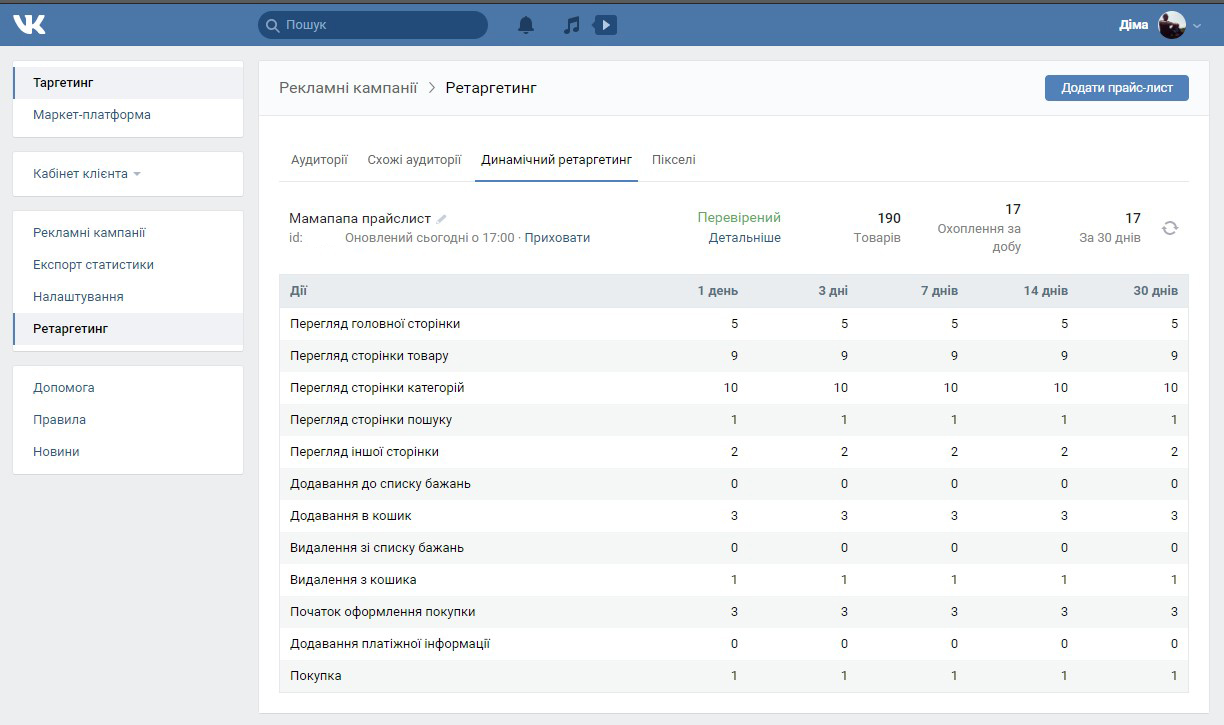 VK
Пошук
Діма
Таргетинг
Маркет-платформа
Кабінет клієнта
Рекламні кампанії
Експорт статистики
Налаштування
Ретаргетинг
Допомога
Правила
Новини
Рекламні кампанії > Ретаргетинг
Додати прайс-лист
Аудиторії Схожі аудиторії Динамічний ретаргетинг Пікселі
Мамапапа прайслист
id: Оновлений сьогодні о 17:00 · Приховати
Перевірений
Детальніше
190
Товарів
17
Охоплення за
добу
17
За 30 днів
Дії 1 день 3 дні 7 днів 14 днів 30 днів
Перегляд головної сторінки 5 5 5 5 5
Перегляд сторінки товару 9 9 9 9 9
Перегляд сторінки категорій 10 10 10 10 10
Перегляд сторінки пошуку 1 1 1 1 1
Перегляд іншої сторінки 2 2 2 2 2
Додавання до списку бажань 0 0 0 0 0
Додавання в кошик 3 3 3 3 3
Видалення зі списку бажань 0 0 0 0 0
Видалення з кошика 1 1 1 1 1
Початок оформлення покупки 3 3 3 3 3
Додавання платіжної інформації 0 0 0 0 0
Покупка 1 1 1 1 1